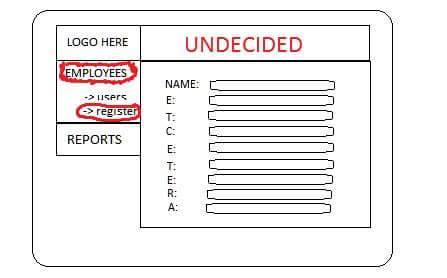 LOGO HERE
UNDECIDED
EMPLOYEES
-> users
-> register
REPORTS
NAME:
E:
T:
C:
E:
T:
E:
R:
A: